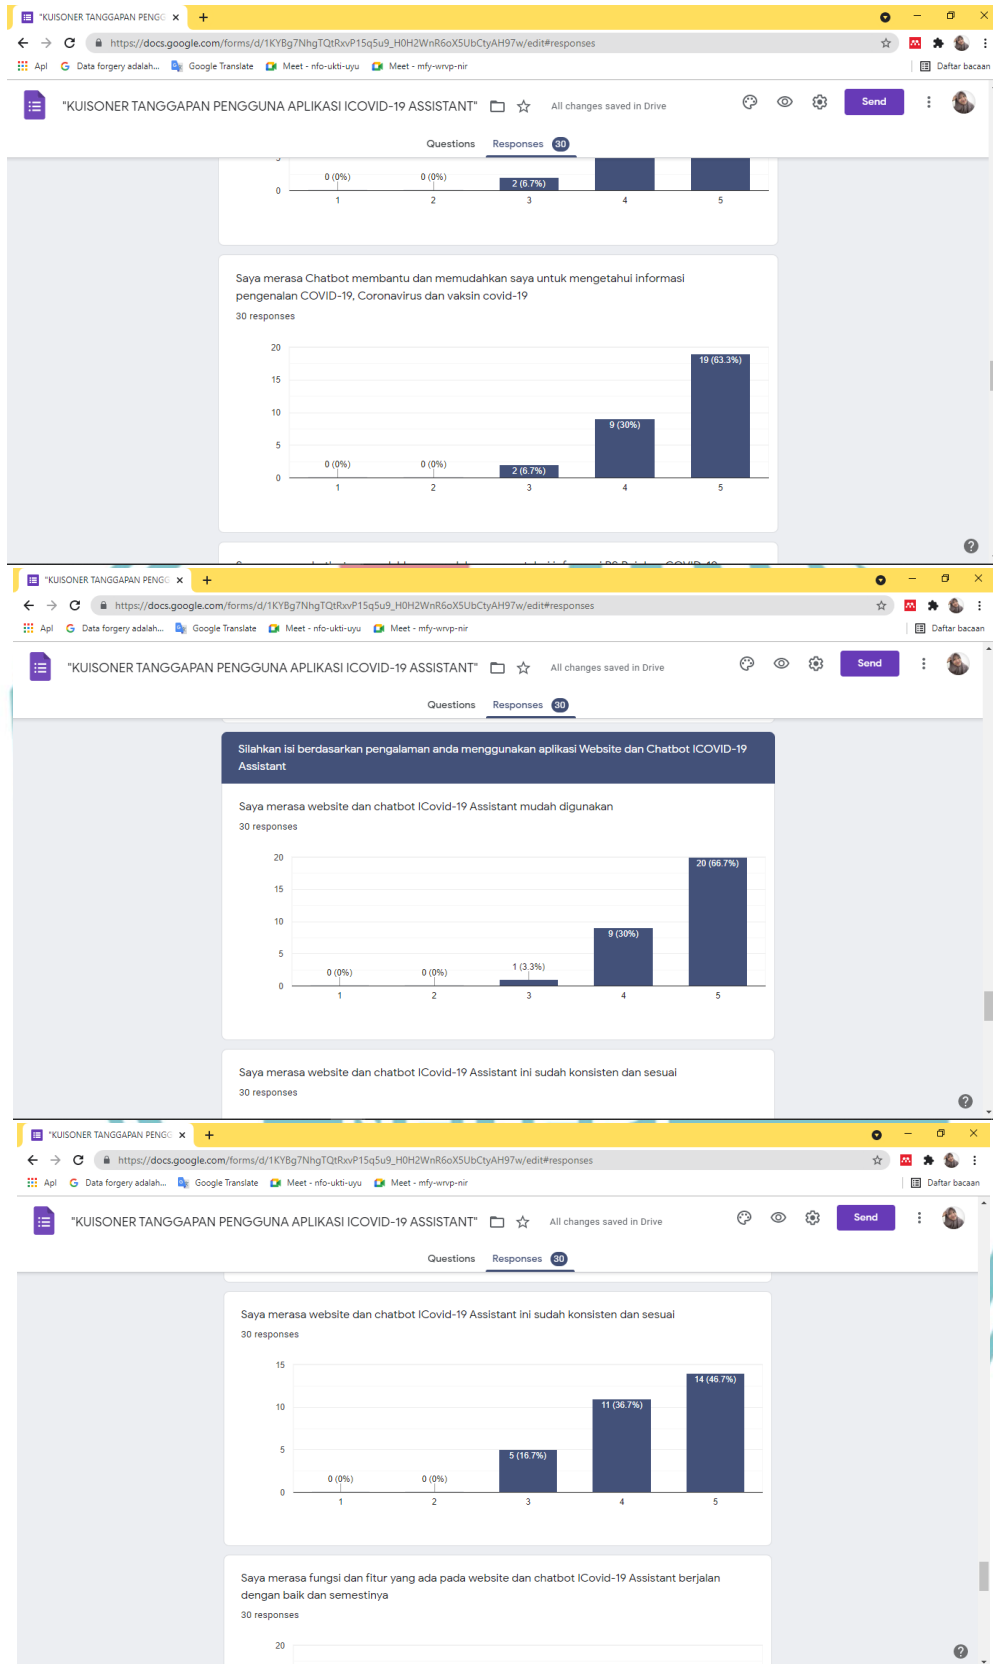 "KUISONER TANGGAPAN PENGG
https://docs.google.com/forms/d/1KYBg7NhgTQtRxvP15q5u9_H0H2WnR6oX5UbCtyAH97w/edit#responses
Apl Data forgery adalah... Google Translate Meet - nfo-ukti-uyu Meet - mfy-wrvp-nir Daftar bacaan
"KUISONER TANGGAPAN PENGGUNA APLIKASI ICOVID-19 ASSISTANT" All changes saved in Drive Send
Questions Responses 30
0 (0%) 0 (0%) 2 (6.7%)
0
1 2 3 4 5
Saya merasa Chatbot membantu dan memudahkan saya untuk mengetahui informasi
pengenalan COVID-19, Coronavirus dan vaksin covid-19
30 responses
20
19 (63.3%)
15
10
9 (30%)
5
0 (0%) 0 (0%) 2 (6.7%)
0
1 2 3 4 5
"KUISONER TANGGAPAN PENGG
https://docs.google.com/forms/d/1KYBg7NhgTQtRxvP15q5u9_H0H2WnR6oX5UbCtyAH97w/edit#responses
Apl Data forgery adalah... Google Translate Meet - nfo-ukti-uyu Meet - mfy-wrvp-nir Daftar bacaan
"KUISONER TANGGAPAN PENGGUNA APLIKASI ICOVID-19 ASSISTANT" All changes saved in Drive Send
Questions Responses 30
Silahkan isi berdasarkan pengalaman anda menggunakan aplikasi Website dan Chatbot ICOVID-19
Assistant
Saya merasa website dan chatbot ICovid-19 Assistant mudah digunakan
30 responses
20
20 (66.7%)
15
10
9 (30%)
5
0 (0%) 0 (0%) 1 (3.3%)
0
1 2 3 4 5
Saya merasa website dan chatbot ICovid-19 Assistant ini sudah konsisten dan sesuai
30 responses
"KUISONER TANGGAPAN PENGG
https://docs.google.com/forms/d/1KYBg7NhgTQtRxvP15q5u9_H0H2WnR6oX5UbCtyAH97w/edit#responses
Apl Data forgery adalah... Google Translate Meet - nfo-ukti-uyu Meet - mfy-wrvp-nir Daftar bacaan
"KUISONER TANGGAPAN PENGGUNA APLIKASI ICOVID-19 ASSISTANT" All changes saved in Drive Send
Questions Responses 30
Saya merasa website dan chatbot ICovid-19 Assistant ini sudah konsisten dan sesuai
30 responses
15
14 (46.7%)
10
11 (36.7%)
5
5 (16.7%)
0 (0%) 0 (0%)
0
1 2 3 4 5
Saya merasa fungsi dan fitur yang ada pada website dan chatbot ICovid-19 Assistant berjalan
dengan baik dan semestinya
30 responses
20